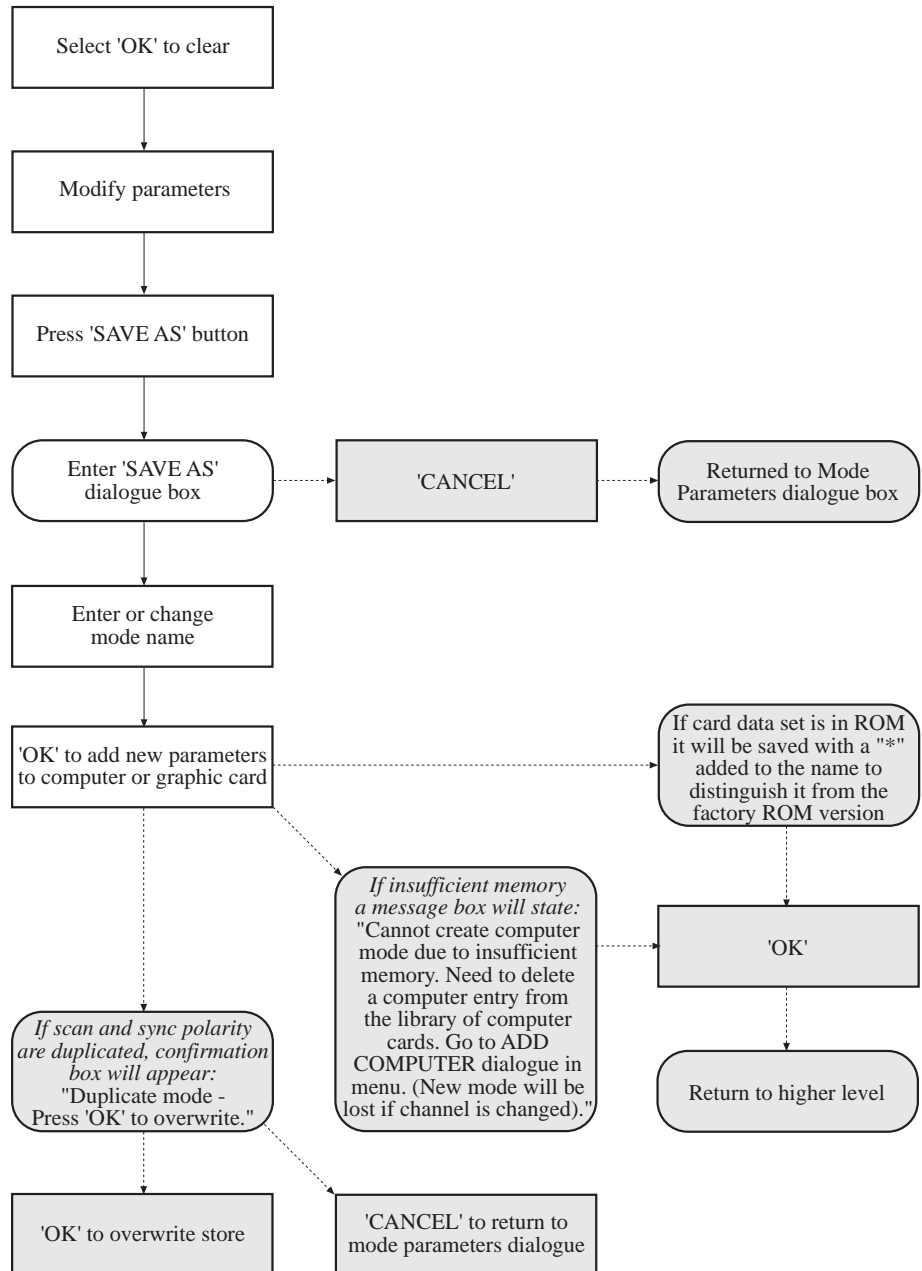 Select 'OK' to clear
Modify parameters
Press 'SAVE AS' button
Enter 'SAVE AS'
dialogue box
'CANCEL'
Returned to Mode
Parameters dialogue box
Enter or change
mode name
'OK' to add new parameters
to computer or graphic card
If card data set is in ROM
it will be saved with a "*"
added to the name to
distinguish it from the
factory ROM version
If insufficient memory
a message box will state:
"Cannot create computer
mode due to insufficient
memory. Need to delete
a computer entry from
the library of computer
cards. Go to ADD
COMPUTER dialogue in
menu. (New mode will be
lost if channel is changed)."
'OK'
Return to higher level
If scan and sync polarity
are duplicated, confirmation
box will appear:
"Duplicate mode -
Press 'OK' to overwrite."
'OK' to overwrite store
'CANCEL' to return to
mode parameters dialogue